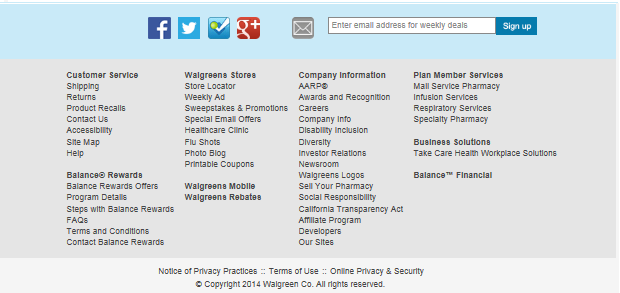 f
g+
Enter email address for weekly deals
Sign up
Customer Service
Shipping
Returns
Product Recalls
Contact Us
Accessibility
Site Map
Help
Balance® Rewards
Balance Rewards Offers
Program Details
Steps with Balance Rewards
FAQs
Terms and Conditions
Contact Balance Rewards
Walgreens Stores
Store Locator
Weekly Ad
Sweepstakes & Promotions
Special Email Offers
Healthcare Clinic
Flu Shots
Photo Blog
Printable Coupons
Walgreens Mobile
Walgreens Rebates
Company Information
AARP®
Awards and Recognition
Careers
Company Info
Disability Inclusion
Diversity
Investor Relations
Newsroom
Walgreens Logos
Sell Your Pharmacy
Social Responsibility
California Transparency Act
Affiliate Program
Developers
Our Sites
Plan Member Services
Mail Service Pharmacy
Infusion Services
Respiratory Services
Specialty Pharmacy
Business Solutions
Take Care Health Workplace Solutions
Balance™ Financial
Notice of Privacy Practices :: Terms of Use :: Online Privacy & Security
© Copyright 2014 Walgreen Co. All rights reserved.